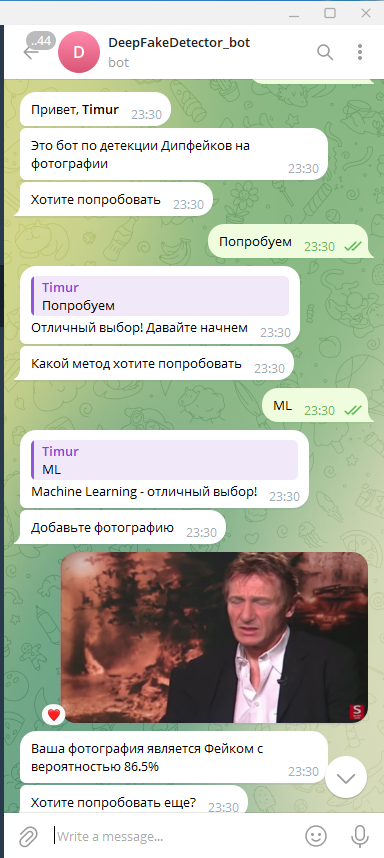 ..44
D
DeepFakeDetector_bot
bot
Привет, Timur 23:30
Это бот по детекции Дипфейков на
фотографии 23:30
Хотите попробовать 23:30
Попробуем 23:30
Timur
Попробуем
Отличный выбор! Давайте начнем 23:30
Какой метод хотите попробовать 23:30
ML 23:30
Timur
ML
Machine Learning - отличный выбор! 23:30
Добавьте фотографию 23:30
S
Ваша фотография является Фейком с
вероятностью 86.5% 23:30
Хотите попробовать еще? 23:30
Write a message...